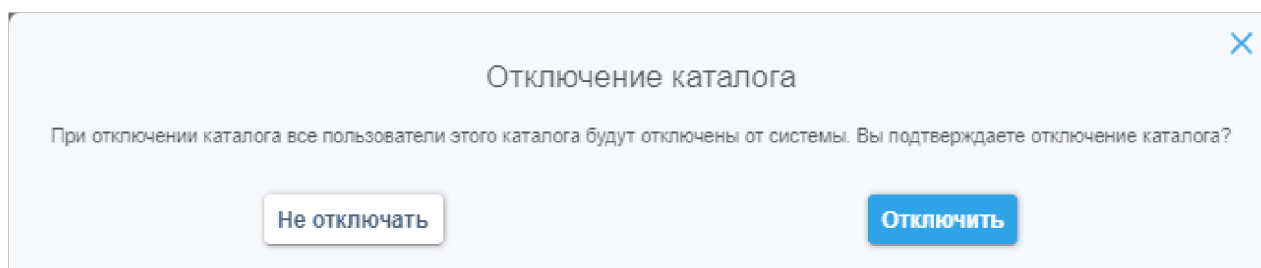 Отключение каталога
При отключении каталога все пользователи этого каталога будут отключены от системы. Вы подтверждаете отключение каталога?
Не отключать
Отключить